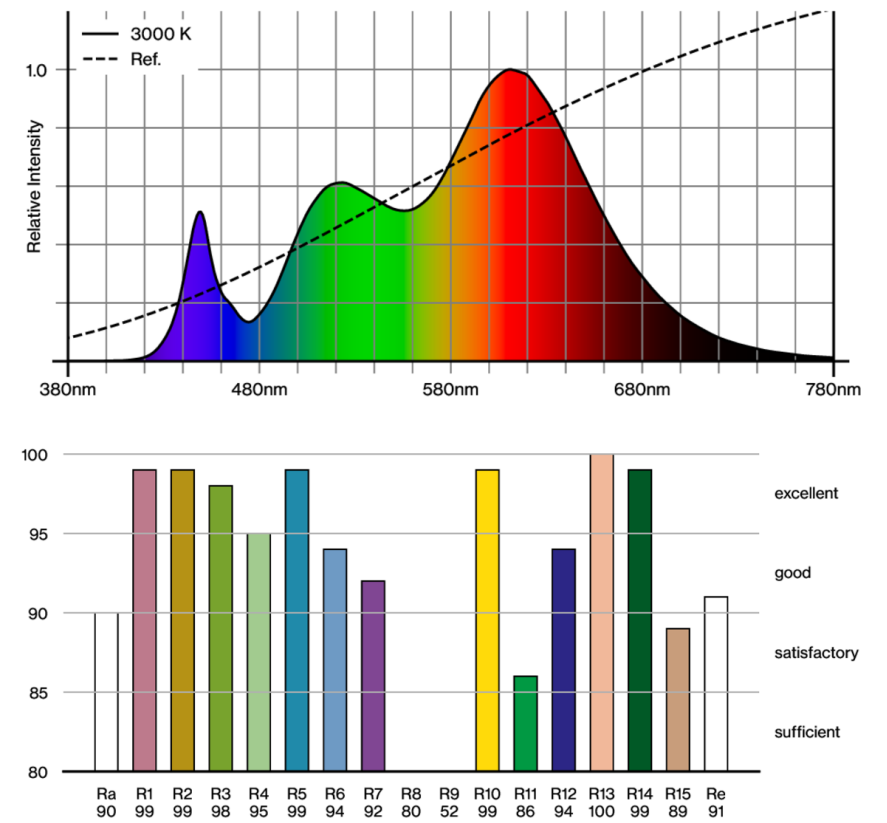 3000 K
Ref.
1.0
Relative Intensity
380nm 480nm 580nm 680nm 780nm
100
excellent
95
good
90
satisfactory
85
sufficient
80
Ra R1 R2 R3 R4 R5 R6 R7 R8 R9 R10 R11 R12 R13 R14 R15 Re
90 99 99 98 95 99 94 92 80 52 99 86 94 100 99 89 91